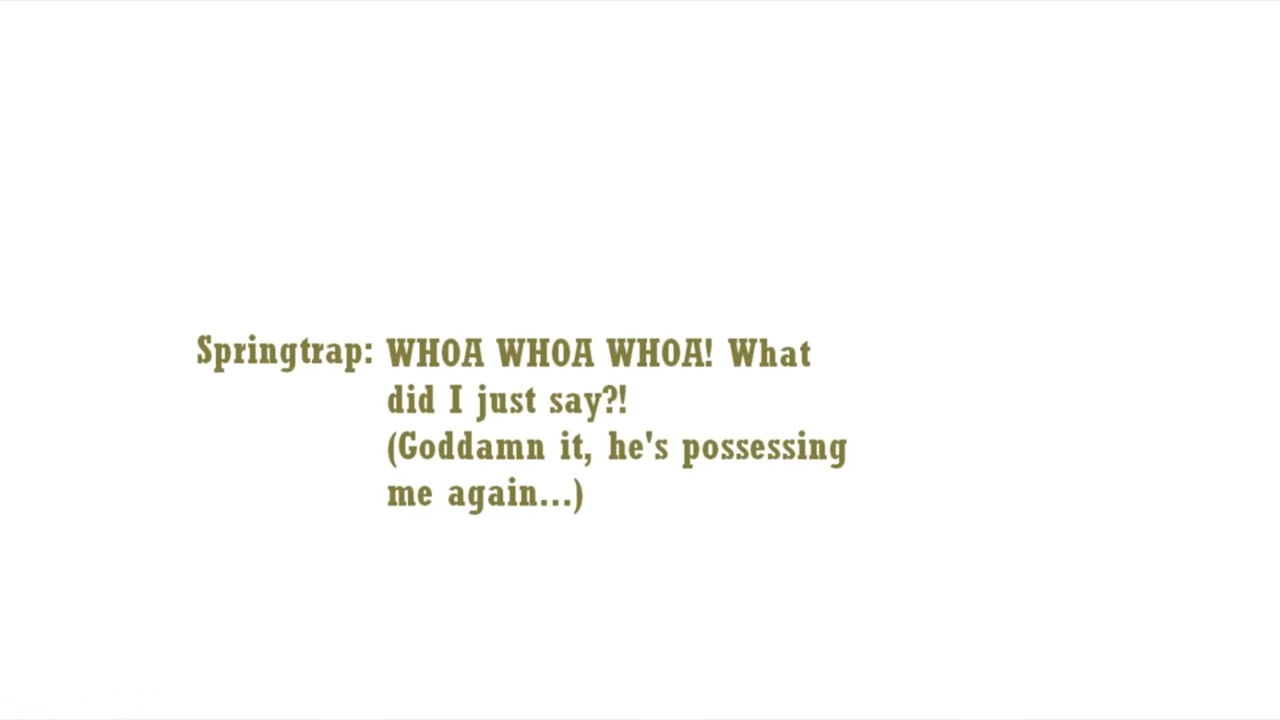 Springtrap: WHOA WHOA WHOA! What
did I just say?!
(Goddamn it, he's possessing
me again...)